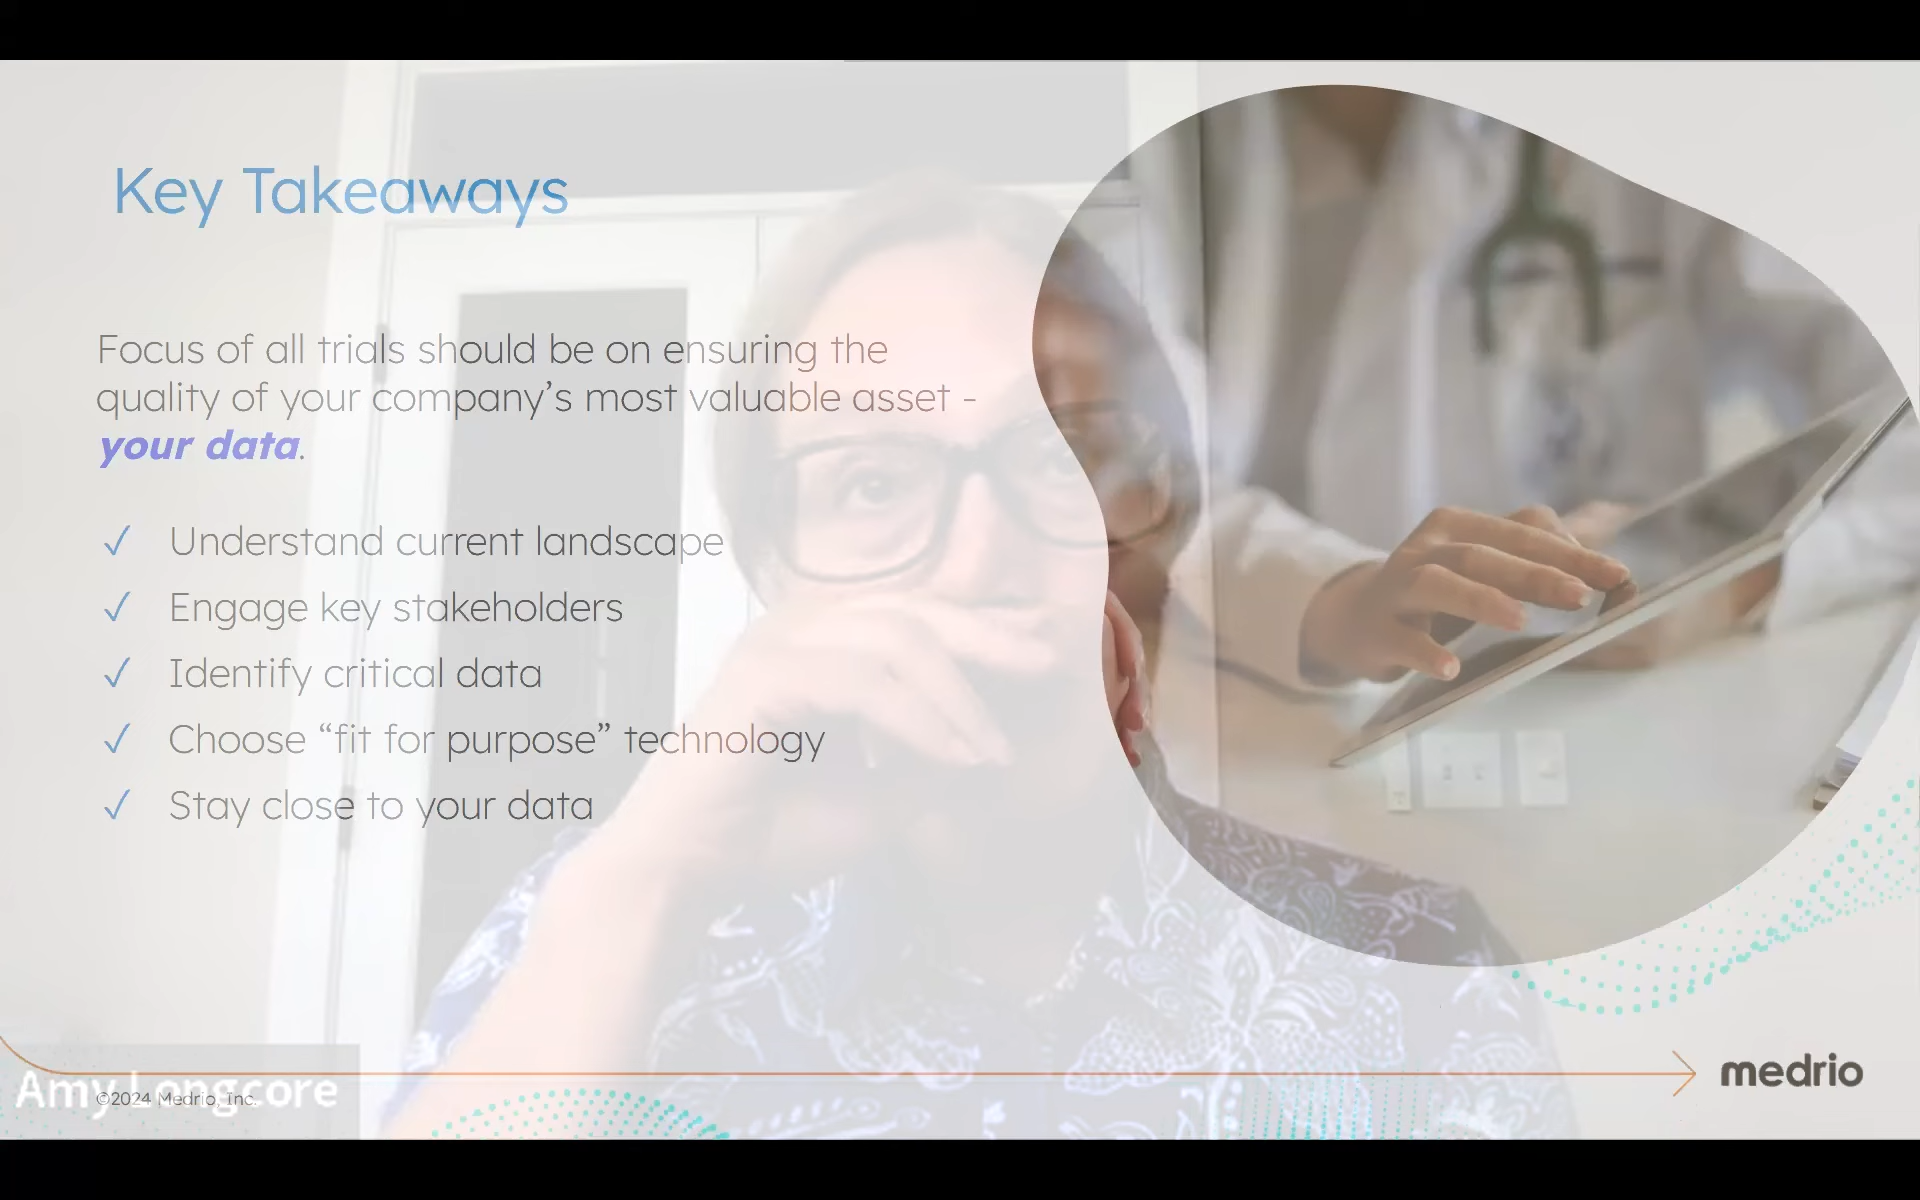 Key Takeaways
Focus of all trials should be on ensuring the
quality of your company’s most valuable asset -
your data.
✓ Understand current landscape
✓ Engage key stakeholders
✓ Identify critical data
✓ Choose “fit for purpose” technology
✓ Stay close to your data
medrio
Amy Longcore
©2024 Medrio, Inc.